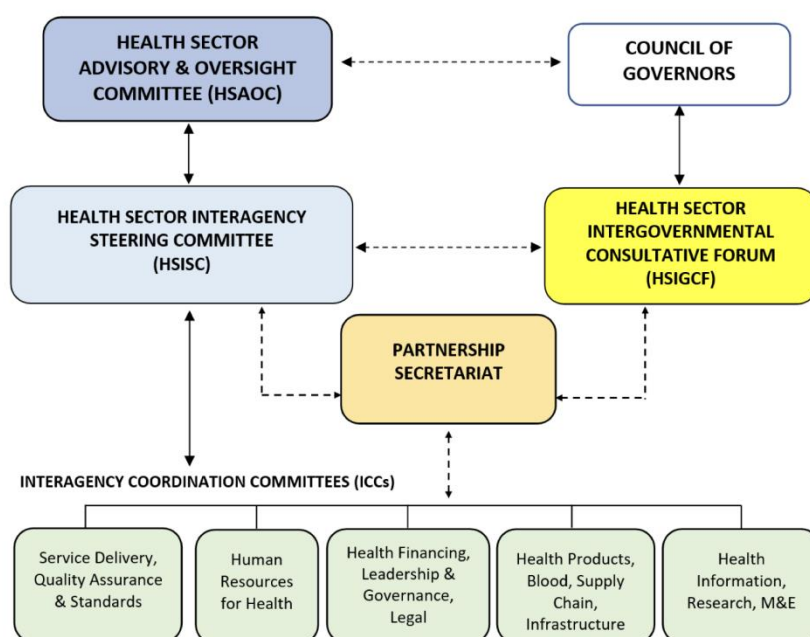 HEALTH SECTOR
ADVISORY & OVERSIGHT
COMMITTEE (HSAOC)
COUNCIL OF
GOVERNORS
HEALTH SECTOR INTERAGENCY
STEERING COMMITTEE
(HSISC)
HEALTH SECTOR
INTERGOVERNMENTAL
CONSULTATIVE FORUM
(HSIGCF)
PARTNERSHIP
SECRETARIAT
INTERAGENCY COORDINATION COMMITTEES (ICCs)
Service Delivery,
Quality Assurance
& Standards
Human
Resources
for Health
Health Financing,
Leadership &
Governance,
Legal
Health Products,
Blood, Supply
Chain,
Infrastructure
Health
Information,
Research, M&E